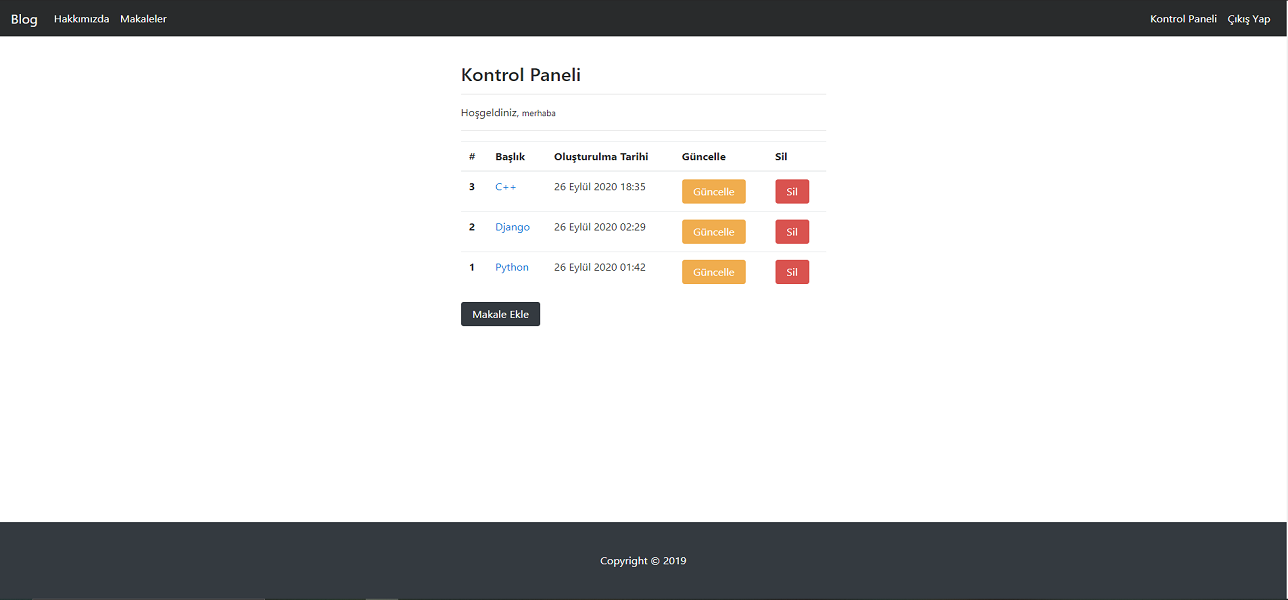 Blog Hakkımızda Makaleler Kontrol Paneli Çıkış Yap
Kontrol Paneli
Hoşgeldiniz, merhaba
# Başlık Oluşturulma Tarihi Güncelle Sil
3 C++ 26 Eylül 2020 18:35 Güncelle Sil
2 Django 26 Eylül 2020 02:29 Güncelle Sil
1 Python 26 Eylül 2020 01:42 Güncelle Sil
Makale Ekle
Copyright © 2019